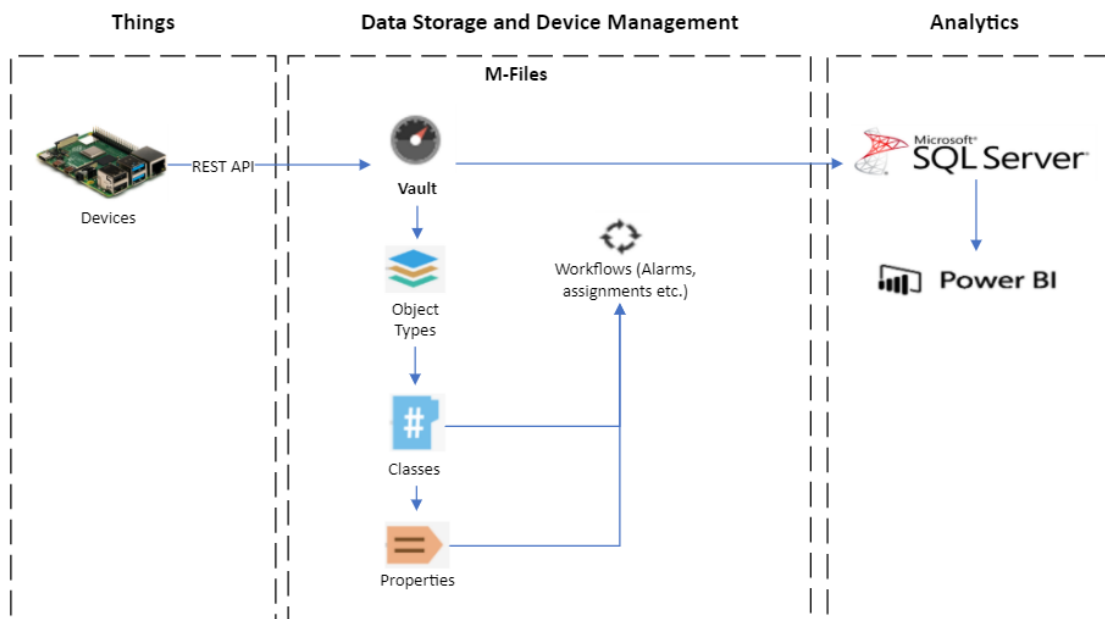 Things
Data Storage and Device Management
Analytics
M-Files
REST API
Devices
Vault
Microsoft®
SQL Server®
Object
Types
Workflows (Alarms,
assignments etc.)
Power BI
#
Classes
Properties